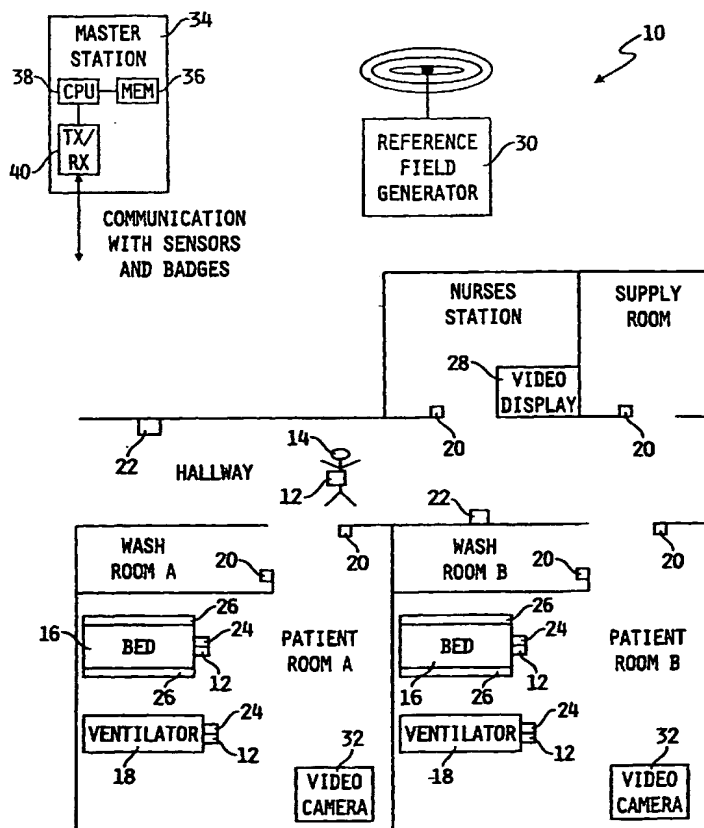 MASTER
STATION
34
38
CPU
MEM
36
TX/
RX
40
COMMUNICATION
WITH SENSORS
AND BADGES
10
REFERENCE
FIELD
GENERATOR
30
NURSES
STATION
SUPPLY
ROOM
28
VIDEO
DISPLAY
20
20
22
HALLWAY
14
12
22
WASH
ROOM A
20
20
WASH
ROOM B
20
20
26
16
BED
24
12
26
PATIENT
ROOM A
VENTILATOR
18
24
12
32
VIDEO
CAMERA
26
BED
16
24
12
26
PATIENT
ROOM B
VENTILATOR
18
24
12
32
VIDEO
CAMERA